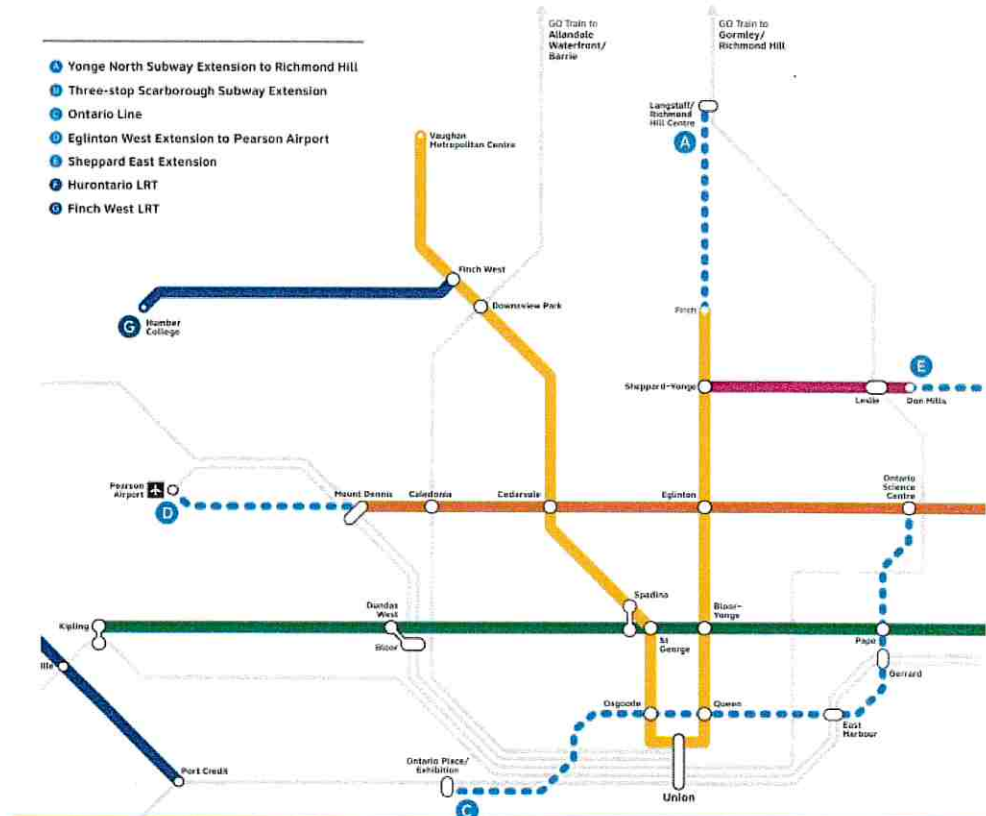 A Yonge North Subway Extension to Richmond Hill
B Three-stop Scarborough Subway Extension
C Ontario Line
D Eglinton West Extension to Pearson Airport
E Sheppard East Extension
F Hurontario LRT
G Finch West LRT
GO Train to
Allandale
Waterfront/
Barrie
GO Train to
Gormley/
Richmond Hill
Langstaff/
Richmond
Hill Centre
A
Vaughan
Metropolitan Centre
Finch West
Downsview Park
G
Humber
College
Finch
E
Sheppard-Yonge
Leslie
Don Mills
Pearson
Airport
D
Mount Dennis
Caledonia
Cedarvale
Eglinton
Ontario
Science
Centre
Kipling
Dundas
West
Bloor
Spadina
St
George
Bloor-
Yonge
Pape
Gerrard
lle
Osgoode
Queen
East
Harbour
Port Credit
Ontario Place/
Exhibition
C
Union